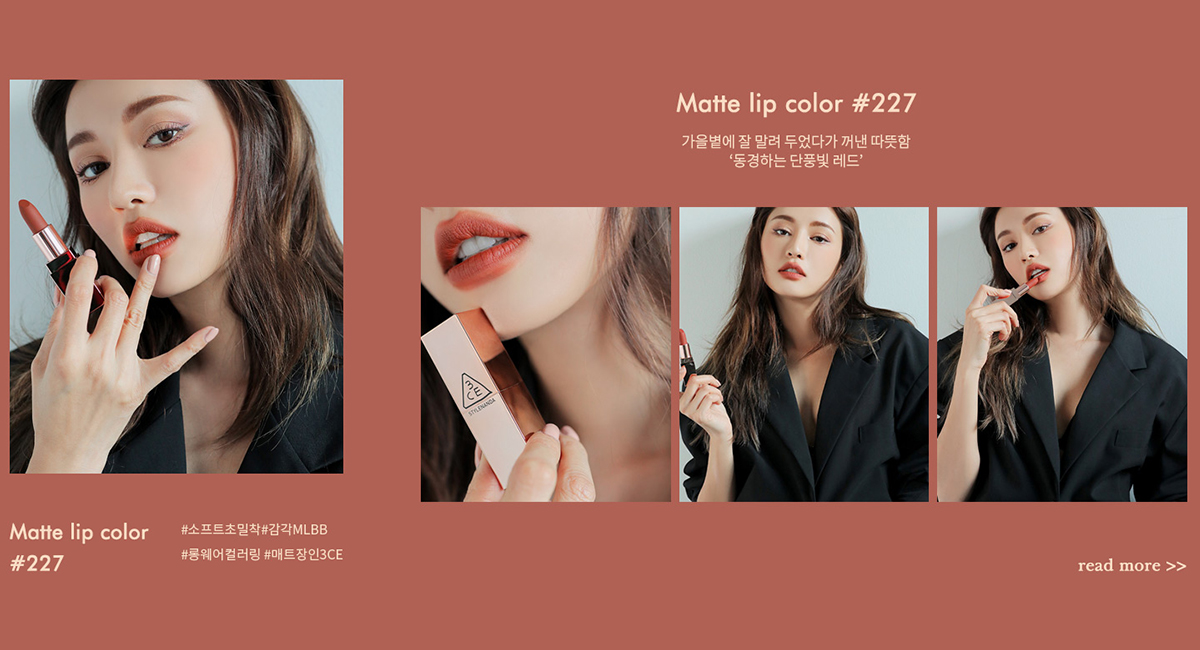 Matte lip color #227
가을볕에 잘 말려 두었다가 꺼낸 따뜻함
‘동경하는 단풍빛 레드’
3CE
STYLENANDA
Matte lip color
#227
#소프트초밀착#감각MLBB
#롱웨어컬러링 #매트장인3CE
read more >>